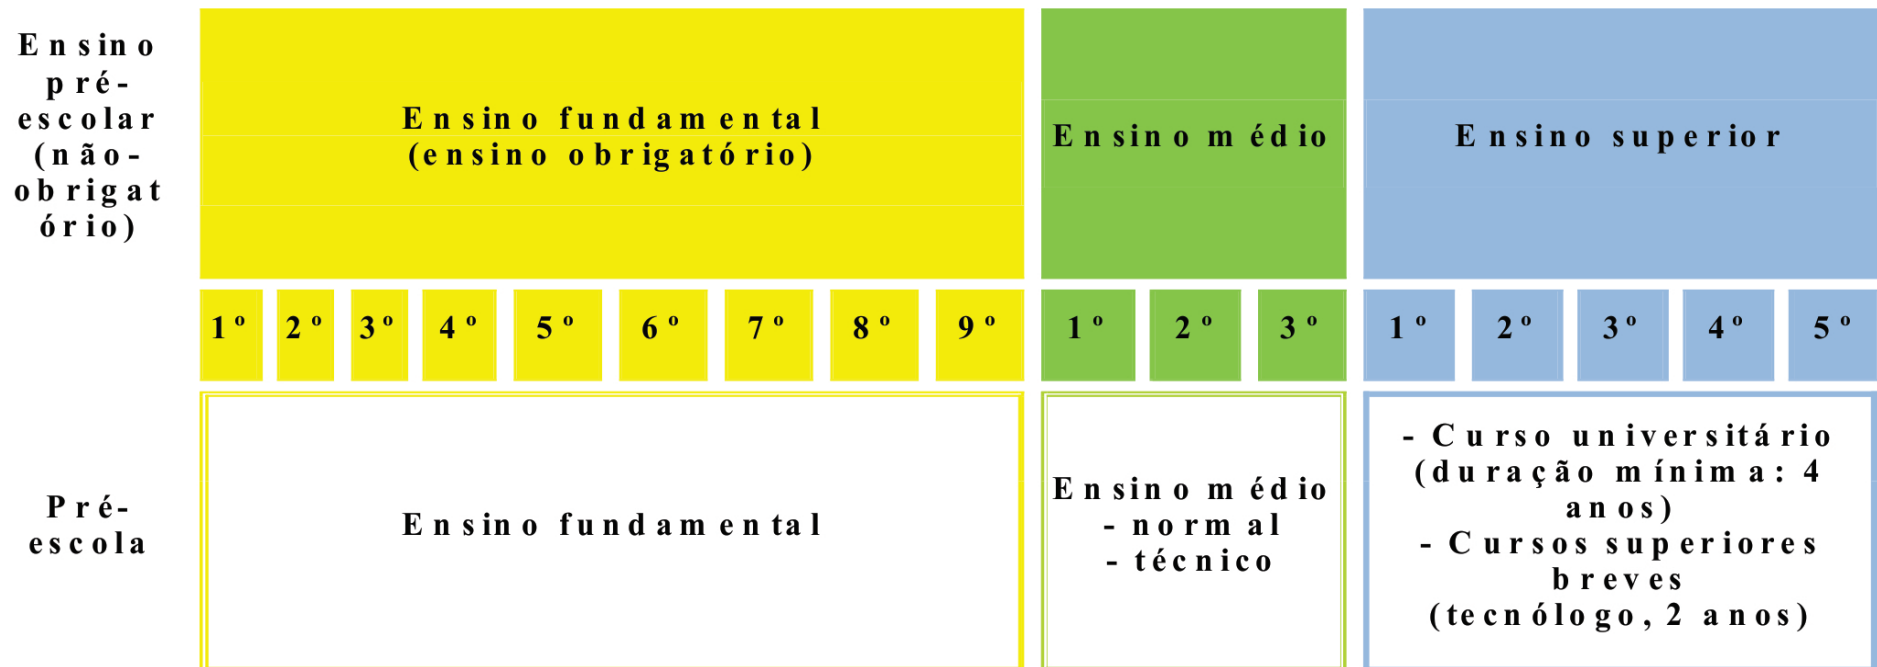 Ensino
pré-
escolar
(não-
obrigat
ório)
Ensino fundamental
(ensino obrigatório)
Ensino médio
Ensino superior
1º 2º 3º 4º 5º 6º 7º 8º 9º 1º 2º 3º 1º 2º 3º 4º 5º
Pré-
escola
Ensino fundamental
Ensino médio
- normal
- técnico
- Curso universitário
(duração mínima: 4
anos)
- Cursos superiores
breves
(tecnólogo, 2 anos)